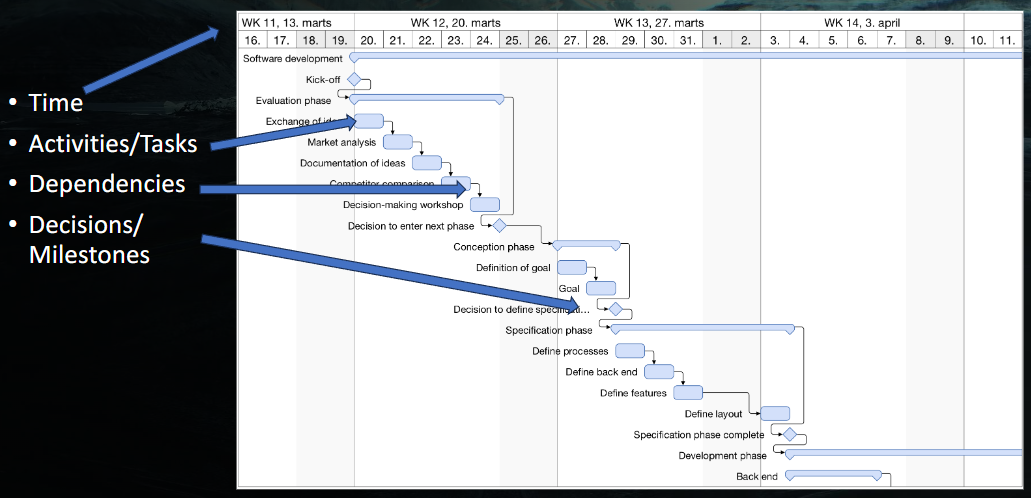 • Time
• Activities/Tasks
• Dependencies
• Decisions/
Milestones
WK 11, 13. marts WK 12, 20. marts WK 13, 27. marts WK 14, 3. april
16. 17. 18. 19. 20. 21. 22. 23. 24. 25. 26. 27. 28. 29. 30. 31. 1. 2. 3. 4. 5. 6. 7. 8. 9. 10. 11.
Software development
Kick-off
Evaluation phase
Exchange of ideas
Market analysis
Documentation of ideas
Competitor comparison
Decision-making workshop
Decision to enter next phase
Conception phase
Definition of goal
Goal
Decision to define specificati...
Specification phase
Define processes
Define back end
Define features
Define layout
Specification phase complete
Development phase
Back end